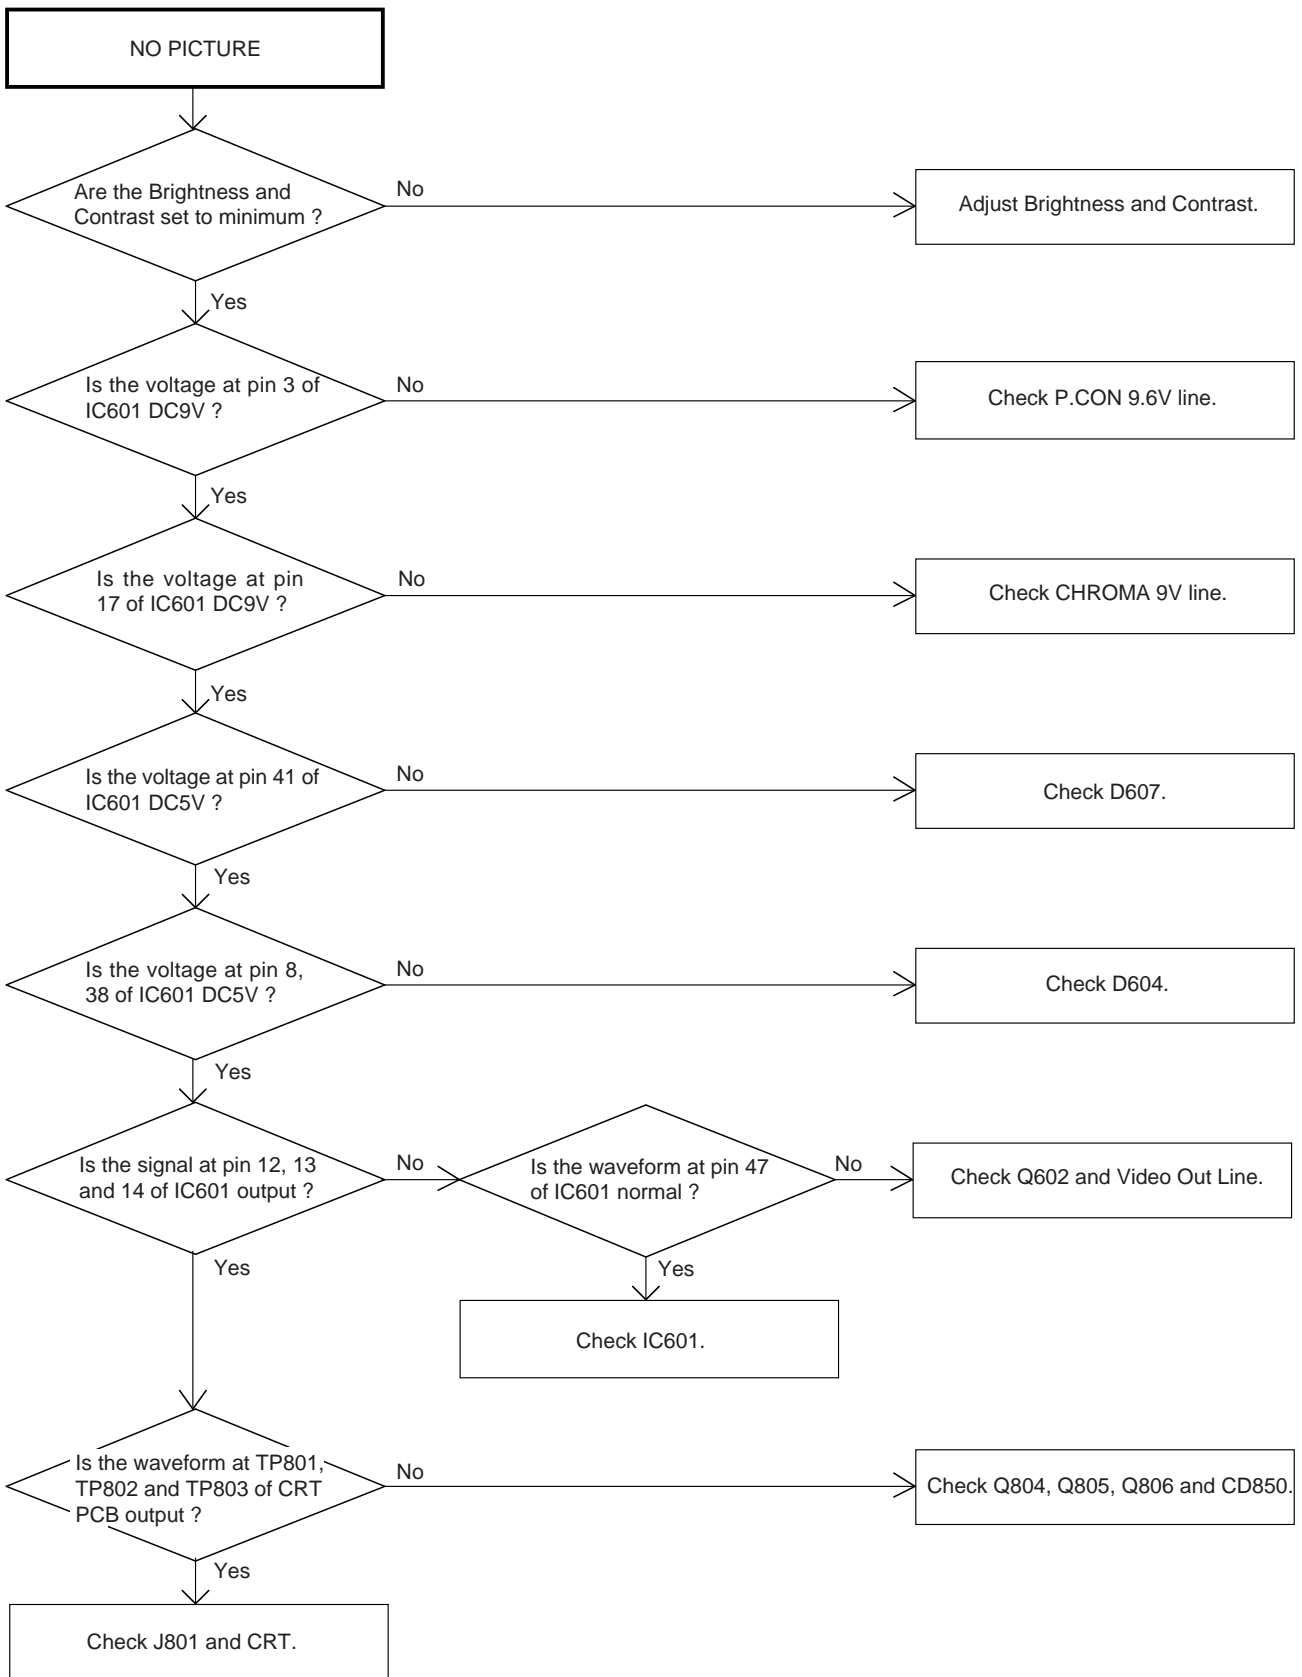 NO PICTURE
Are the Brightness and
Contrast set to minimum ?
No
Adjust Brightness and Contrast.
Yes
Is the voltage at pin 3 of
IC601 DC9V ?
No
Check P.CON 9.6V line.
Yes
Is the voltage at pin
17 of IC601 DC9V ?
No
Check CHROMA 9V line.
Yes
Is the voltage at pin 41 of
IC601 DC5V ?
No
Check D607.
Yes
Is the voltage at pin 8,
38 of IC601 DC5V ?
No
Check D604.
Yes
Is the signal at pin 12, 13
and 14 of IC601 output ?
No
Is the waveform at pin 47
of IC601 normal ?
No
Check Q602 and Video Out Line.
Yes
Yes
Check IC601.
Is the waveform at TP801,
TP802 and TP803 of CRT
PCB output ?
No
Check Q804, Q805, Q806 and CD850.
Yes
Check J801 and CRT.